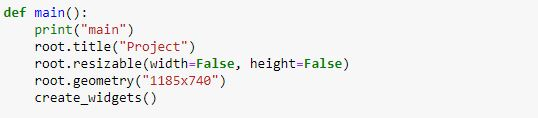 def main():
    print("main")
    root.title("Project")
    root.resizable(width=False, height=False)
    root.geometry("1185x740")
    create_widgets()